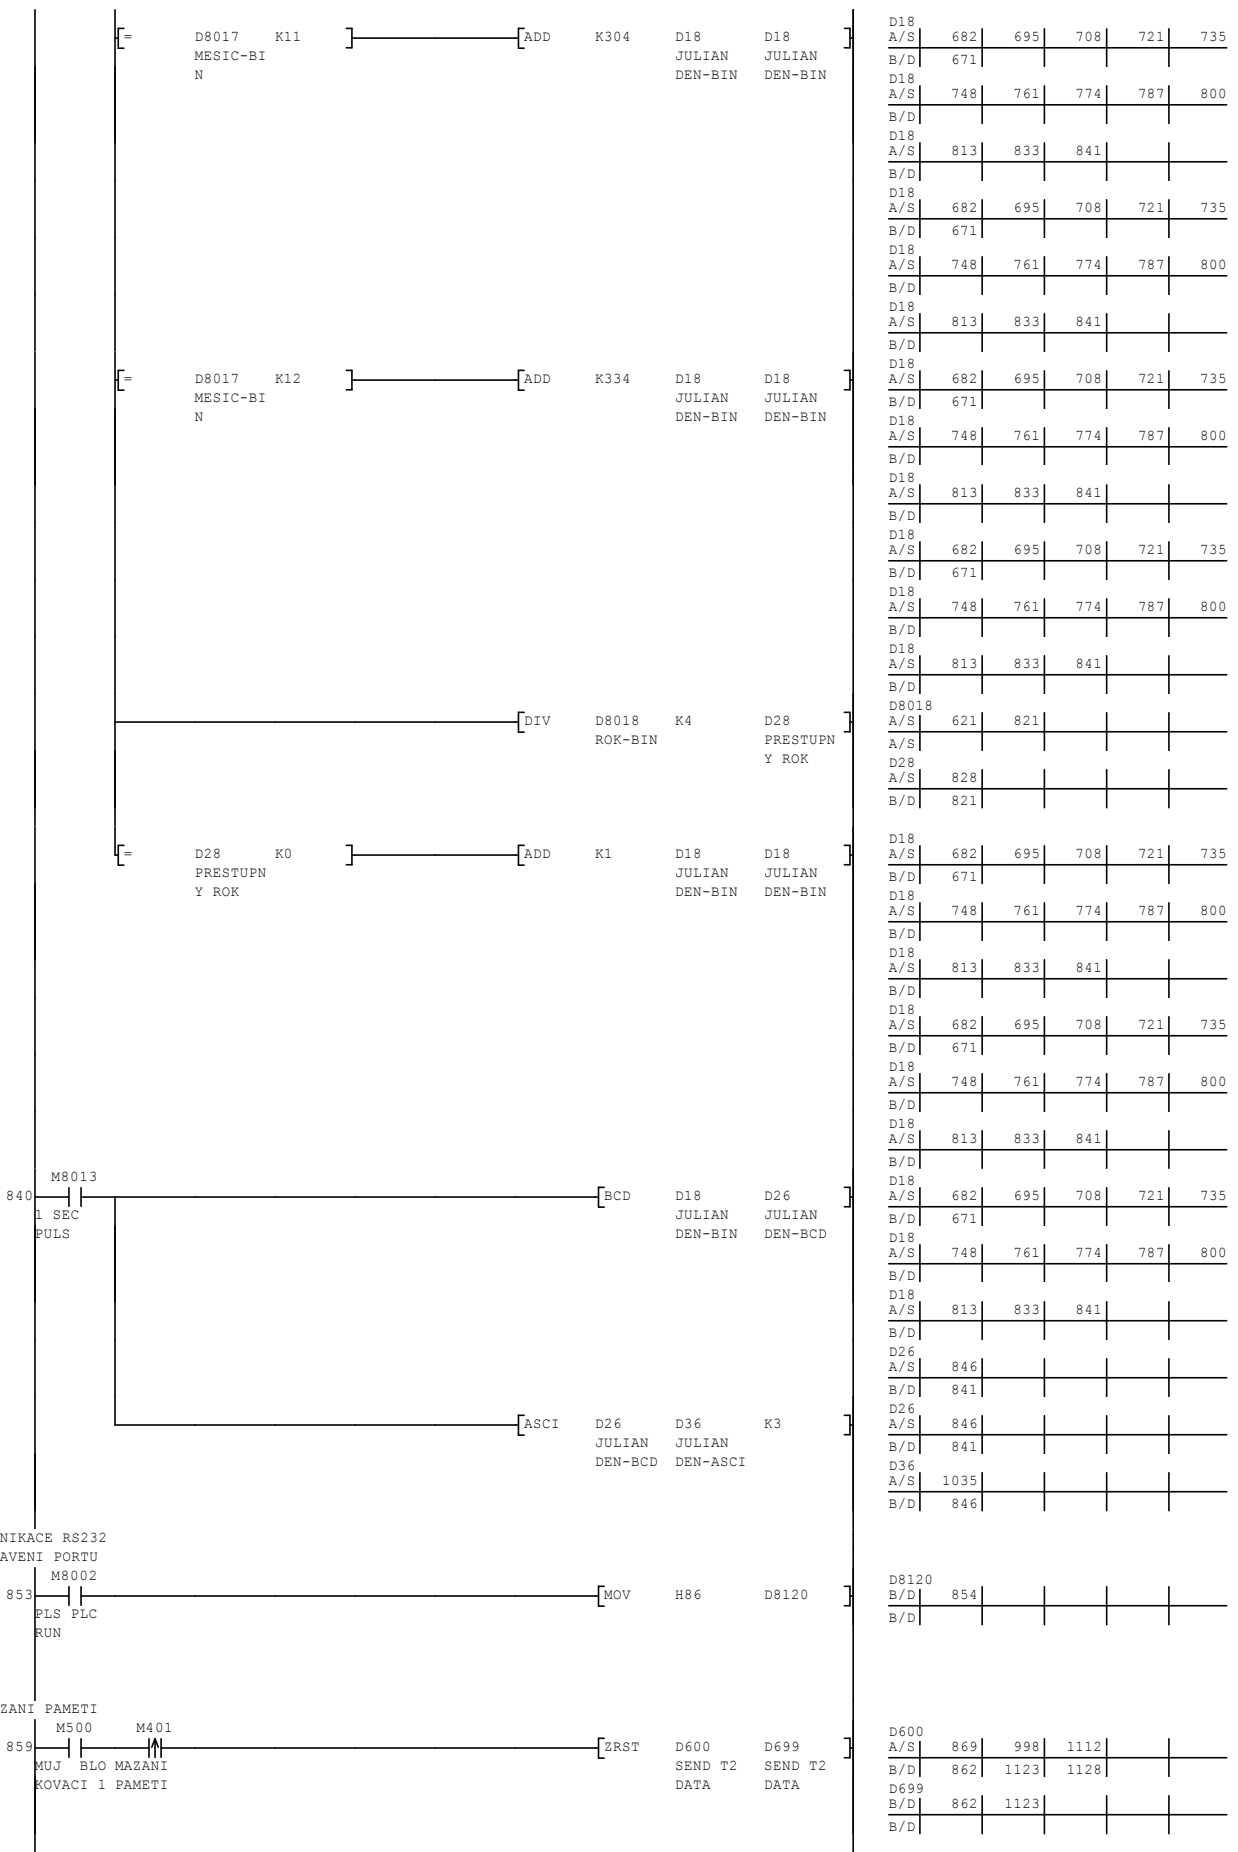 D18
= D8017 K11 ADD K304 D18 D18 A/S 682 695 708 721 735
MESIC-BI JULIAN JULIAN B/D 671
N DEN-BIN DEN-BIN
D18
A/S 748 761 774 787 800
B/D
D18
A/S 813 833 841
B/D
D18
A/S 682 695 708 721 735
B/D 671
D18
A/S 748 761 774 787 800
B/D
D18
A/S 813 833 841
B/D
D18
= D8017 K12 ADD K334 D18 D18 A/S 682 695 708 721 735
MESIC-BI JULIAN JULIAN B/D 671
N DEN-BIN DEN-BIN
D18
A/S 748 761 774 787 800
B/D
D18
A/S 813 833 841
B/D
D18
A/S 682 695 708 721 735
B/D 671
D18
A/S 748 761 774 787 800
B/D
D18
A/S 813 833 841
B/D
D8018
DIV D8018 K4 D28 A/S 621 821
ROK-BIN PRESTUPN A/S
Y ROK D28
A/S 828
B/D 821
D18
= D28 K0 ADD K1 D18 D18 A/S 682 695 708 721 735
PRESTUPN JULIAN JULIAN B/D 671
Y ROK DEN-BIN DEN-BIN
D18
A/S 748 761 774 787 800
B/D
D18
A/S 813 833 841
B/D
D18
A/S 682 695 708 721 735
B/D 671
D18
A/S 748 761 774 787 800
B/D
D18
A/S 813 833 841
B/D
M8013 D18
840 BCD D18 D26 A/S 682 695 708 721 735
1 SEC JULIAN JULIAN B/D 671
PULS DEN-BIN DEN-BCD
D18
A/S 748 761 774 787 800
B/D
D18
A/S 813 833 841
B/D
D26
A/S 846
B/D 841
D26
ASCI D26 D36 K3 A/S 846
JULIAN JULIAN B/D 841
DEN-BCD DEN-ASCI D36
A/S 1035
B/D 846
NIKACE RS232
AVENI PORTU
M8002 D8120
853 MOV H86 D8120 B/D 854
PLS PLC B/D
RUN
ZANI PAMETI
M500 M401 D600
859 ZRST D600 D699 A/S 869 998 1112
MUJ BLO MAZANI SEND T2 SEND T2 B/D 862 1123 1128
KOVACI 1 PAMETI DATA DATA D699
B/D 862 1123
B/D